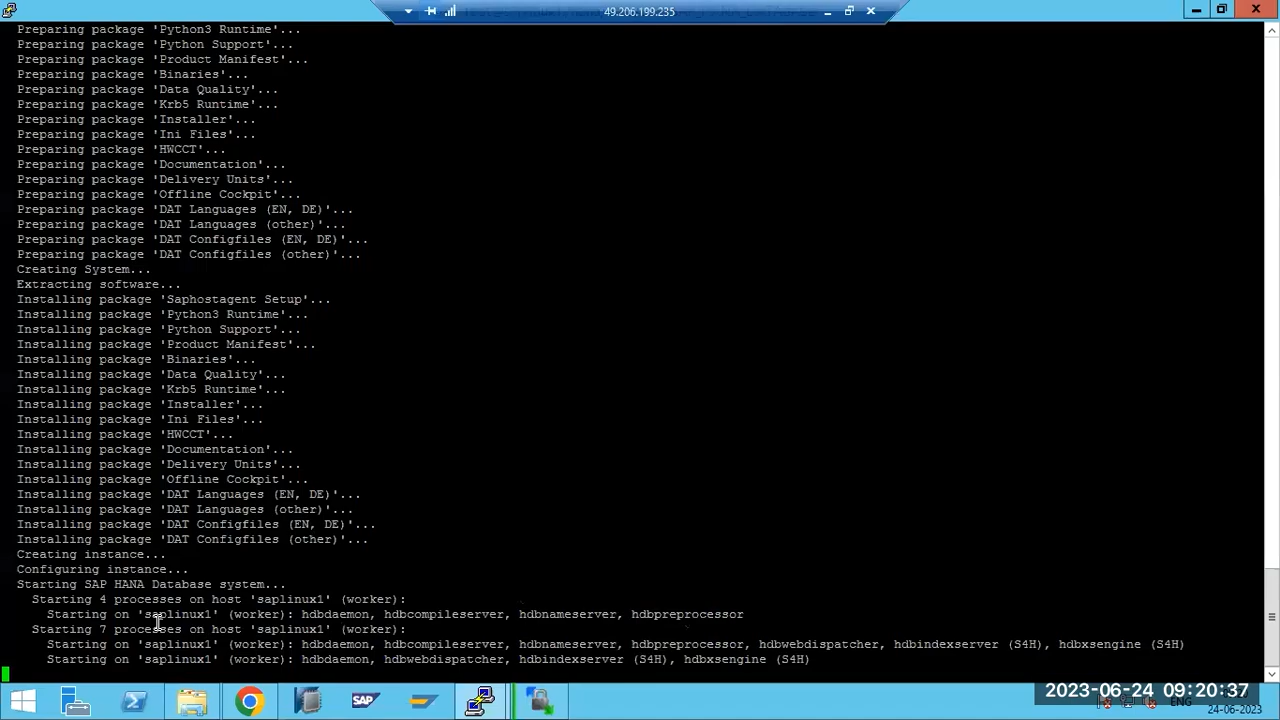 49.206.199.235
Preparing package 'Python3 Runtime'...
Preparing package 'Python Support'...
Preparing package 'Product Manifest'...
Preparing package 'Binaries'...
Preparing package 'Data Quality'...
Preparing package 'Krb5 Runtime'...
Preparing package 'Installer'...
Preparing package 'Ini Files'...
Preparing package 'HWCCT'...
Preparing package 'Documentation'...
Preparing package 'Delivery Units'...
Preparing package 'Offline Cockpit'...
Preparing package 'DAT Languages (EN, DE)'...
Preparing package 'DAT Languages (other)'...
Preparing package 'DAT Configfiles (EN, DE)'...
Preparing package 'DAT Configfiles (other)'...
Creating System...
Extracting software...
Installing package 'Saphostagent Setup'...
Installing package 'Python3 Runtime'...
Installing package 'Python Support'...
Installing package 'Product Manifest'...
Installing package 'Binaries'...
Installing package 'Data Quality'...
Installing package 'Krb5 Runtime'...
Installing package 'Installer'...
Installing package 'Ini Files'...
Installing package 'HWCCT'...
Installing package 'Documentation'...
Installing package 'Delivery Units'...
Installing package 'Offline Cockpit'...
Installing package 'DAT Languages (EN, DE)'...
Installing package 'DAT Languages (other)'...
Installing package 'DAT Configfiles (EN, DE)'...
Installing package 'DAT Configfiles (other)'...
Creating instance...
Configuring instance...
Starting SAP HANA Database system...
Starting 4 processes on host 'saplinux1' (worker):
Starting on 'saplinux1' (worker): hdbdaemon, hdbcompileserver, hdbnameserver, hdbpreprocessor
Starting 7 processes on host 'saplinux1' (worker):
Starting on 'saplinux1' (worker): hdbdaemon, hdbcompileserver, hdbnameserver, hdbpreprocessor, hdbwebdispatcher, hdbindexserver (S4H), hdbxsengine (S4H)
Starting on 'saplinux1' (worker): hdbdaemon, hdbwebdispatcher, hdbindexserver (S4H), hdbxsengine (S4H)
SAP
2023-06-24 09:20:37
ENG
24-06-2023